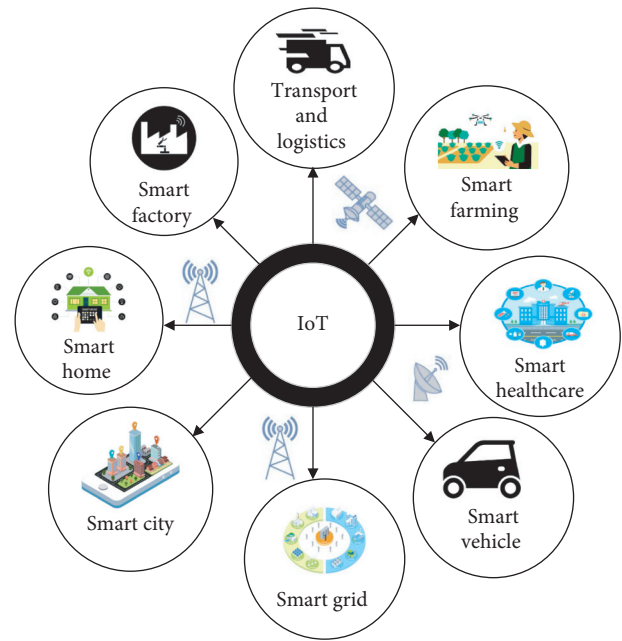 Transport
and
logistics
Smart
factory
Smart
farming
Smart
home
IoT
Smart
healthcare
Smart city
Smart
vehicle
Smart grid